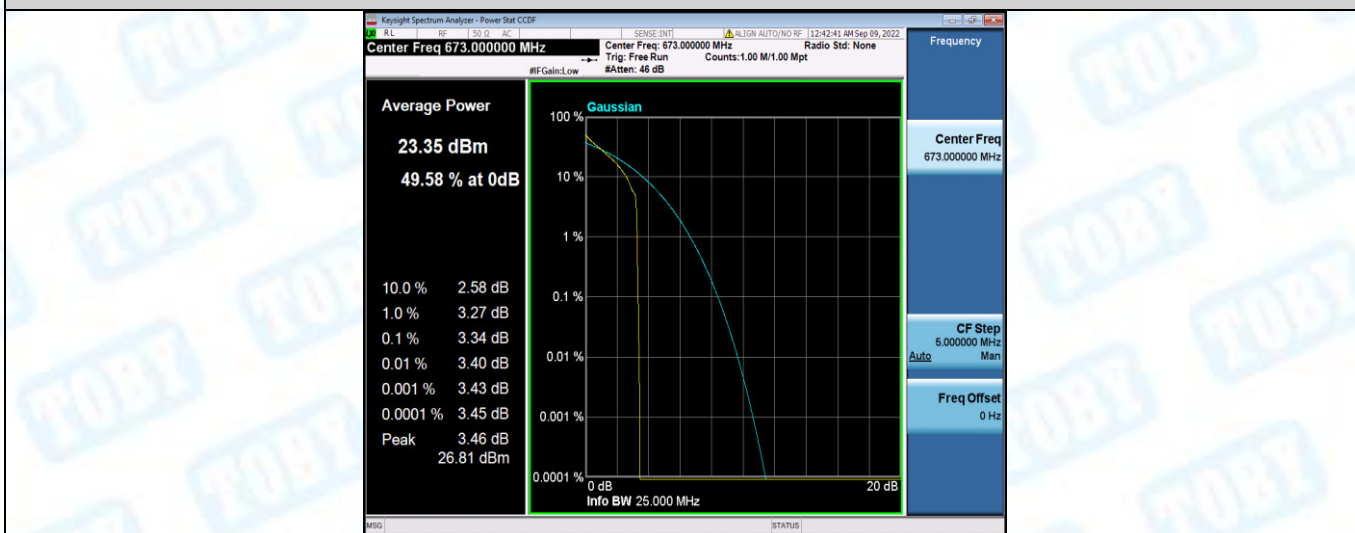 Keysight Spectrum Analyzer - Power Stat CCDF
RL RF 50 Ω AC SENSE:INT ALIGN AUTO/NO RF 12:42:41 AM Sep 09, 2022
Center Freq 673.000000 MHz
Center Freq: 673.000000 MHz Radio Std: None
Trig: Free Run Counts:1.00 M/1.00 Mpt
#IFGain:Low #Atten: 46 dB
Frequency
Average Power
23.35 dBm
49.58 % at 0dB
10.0 % 2.58 dB
1.0 % 3.27 dB
0.1 % 3.34 dB
0.01 % 3.40 dB
0.001 % 3.43 dB
0.0001 % 3.45 dB
Peak 3.46 dB
26.81 dBm
Gaussian
100 %
10 %
1 %
0.1 %
0.01 %
0.001 %
0.0001 %
0 dB 20 dB
Info BW 25.000 MHz
Center Freq
673.000000 MHz
CF Step
5.000000 MHz
Auto Man
Freq Offset
0 Hz
MSG STATUS
TOBY